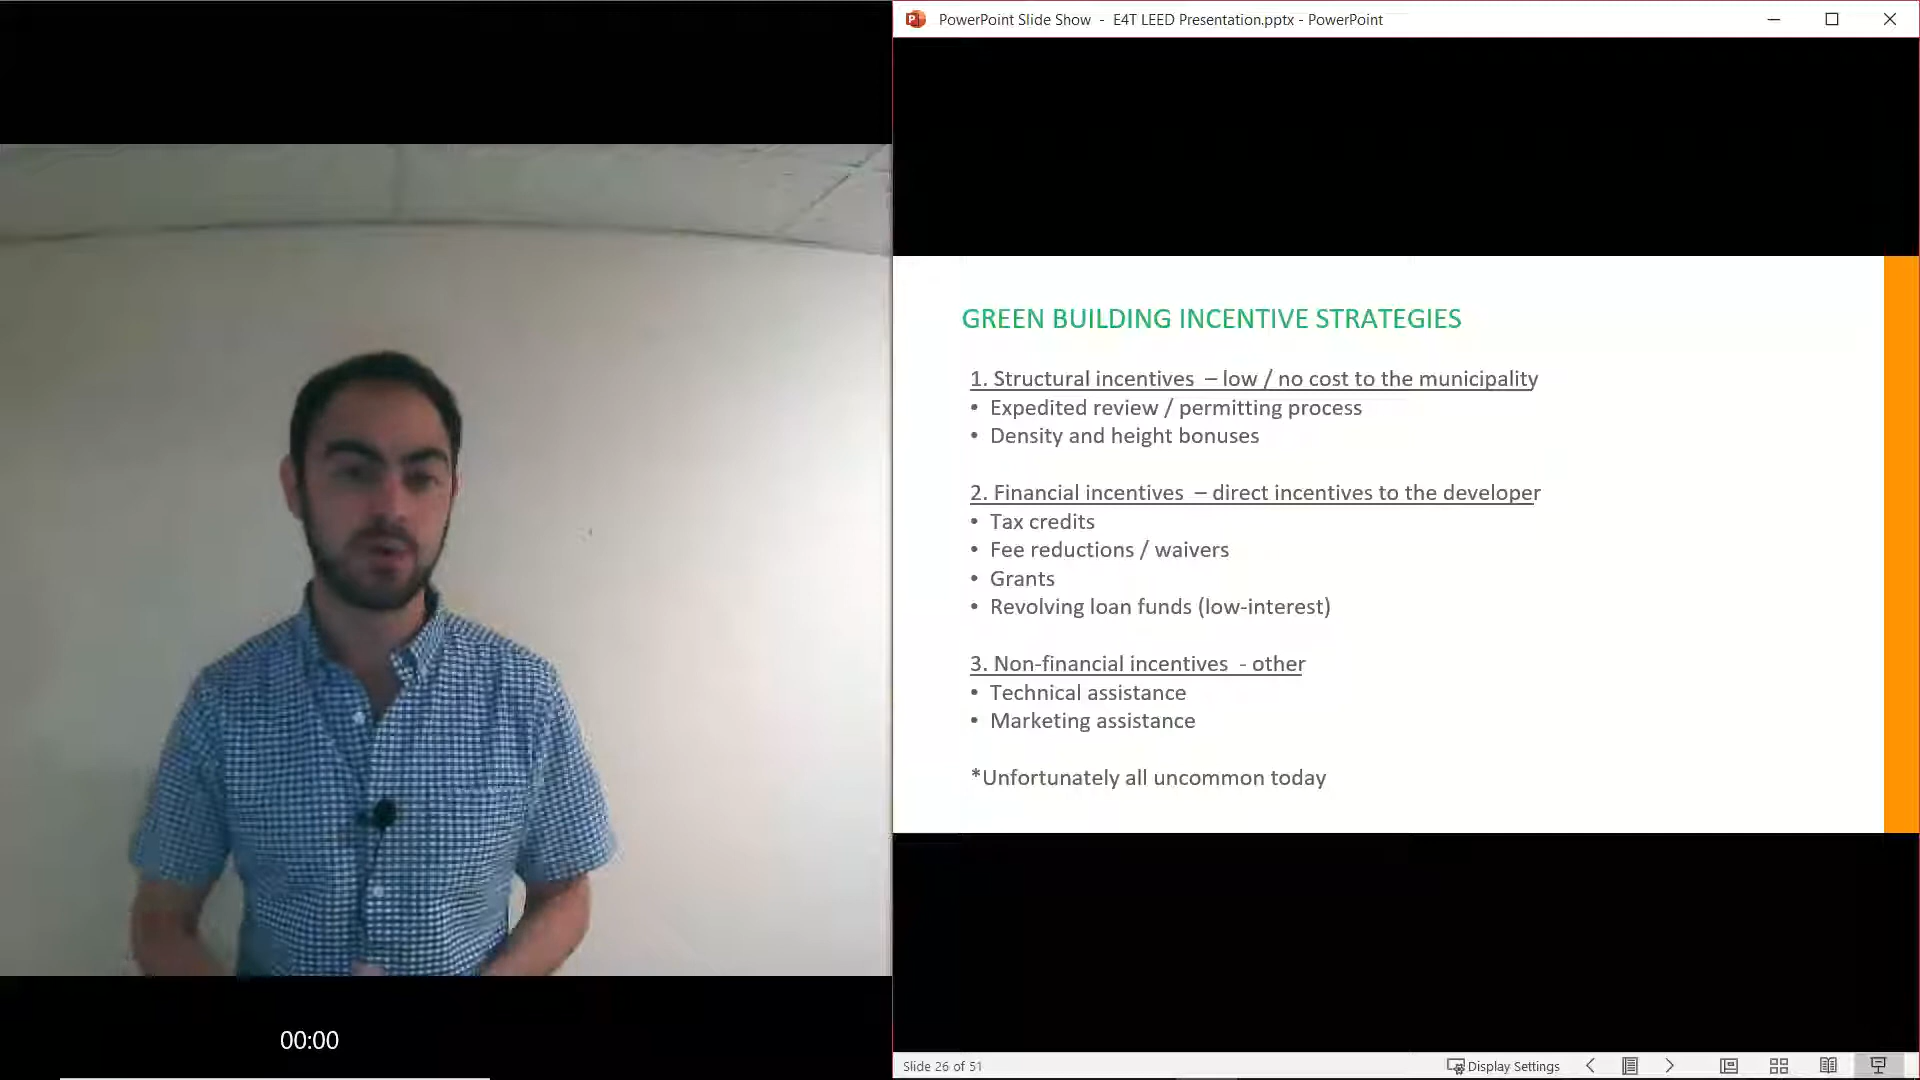 PowerPoint Slide Show - E4T LEED Presentation.pptx - PowerPoint
GREEN BUILDING INCENTIVE STRATEGIES
1. Structural incentives – low / no cost to the municipality
• Expedited review / permitting process
• Density and height bonuses
2. Financial incentives – direct incentives to the developer
• Tax credits
• Fee reductions / waivers
• Grants
• Revolving loan funds (low-interest)
3. Non-financial incentives - other
• Technical assistance
• Marketing assistance
*Unfortunately all uncommon today
00:00
Slide 26 of 51
Display Settings